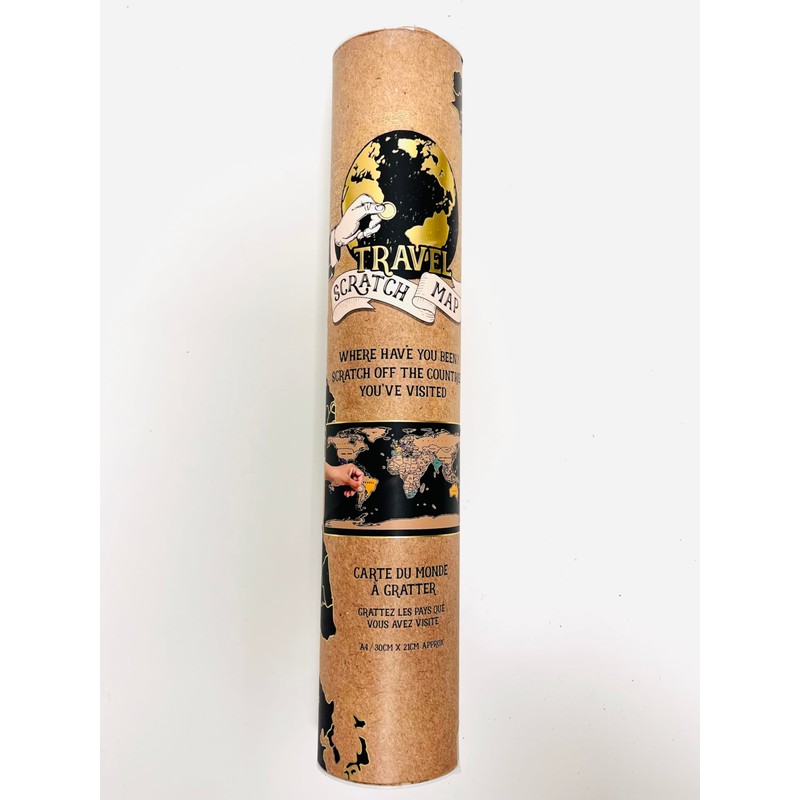 TRAVEL
SCRATCH MAP
WHERE HAVE YOU BEEN?
SCRATCH OFF THE
YOU'VE VISITED
CARTE DU MONDE
À GRATTER
GRATTEZ LES PAYS QUE
VOUS AVEZ VISITÉ
A4 / 30CM X 21CM APPROX